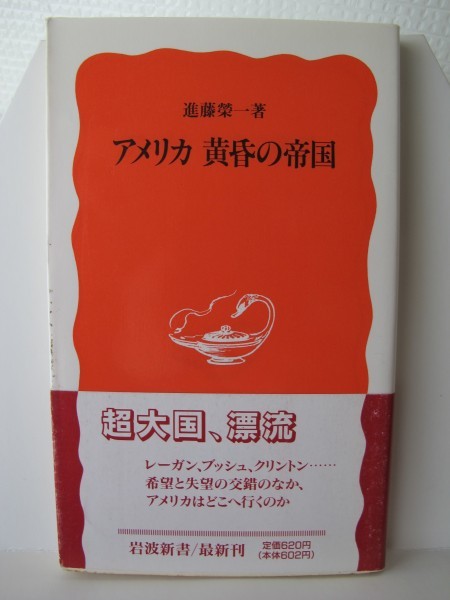 進藤榮一著
アメリカ 黄昏の帝国
超大国、漂流
レーガン、ブッシュ、クリントン……
希望と失望の交錯のなか、
アメリカはどこへ行くのか
岩波新書/最新刊 定価620円
(本体602円)